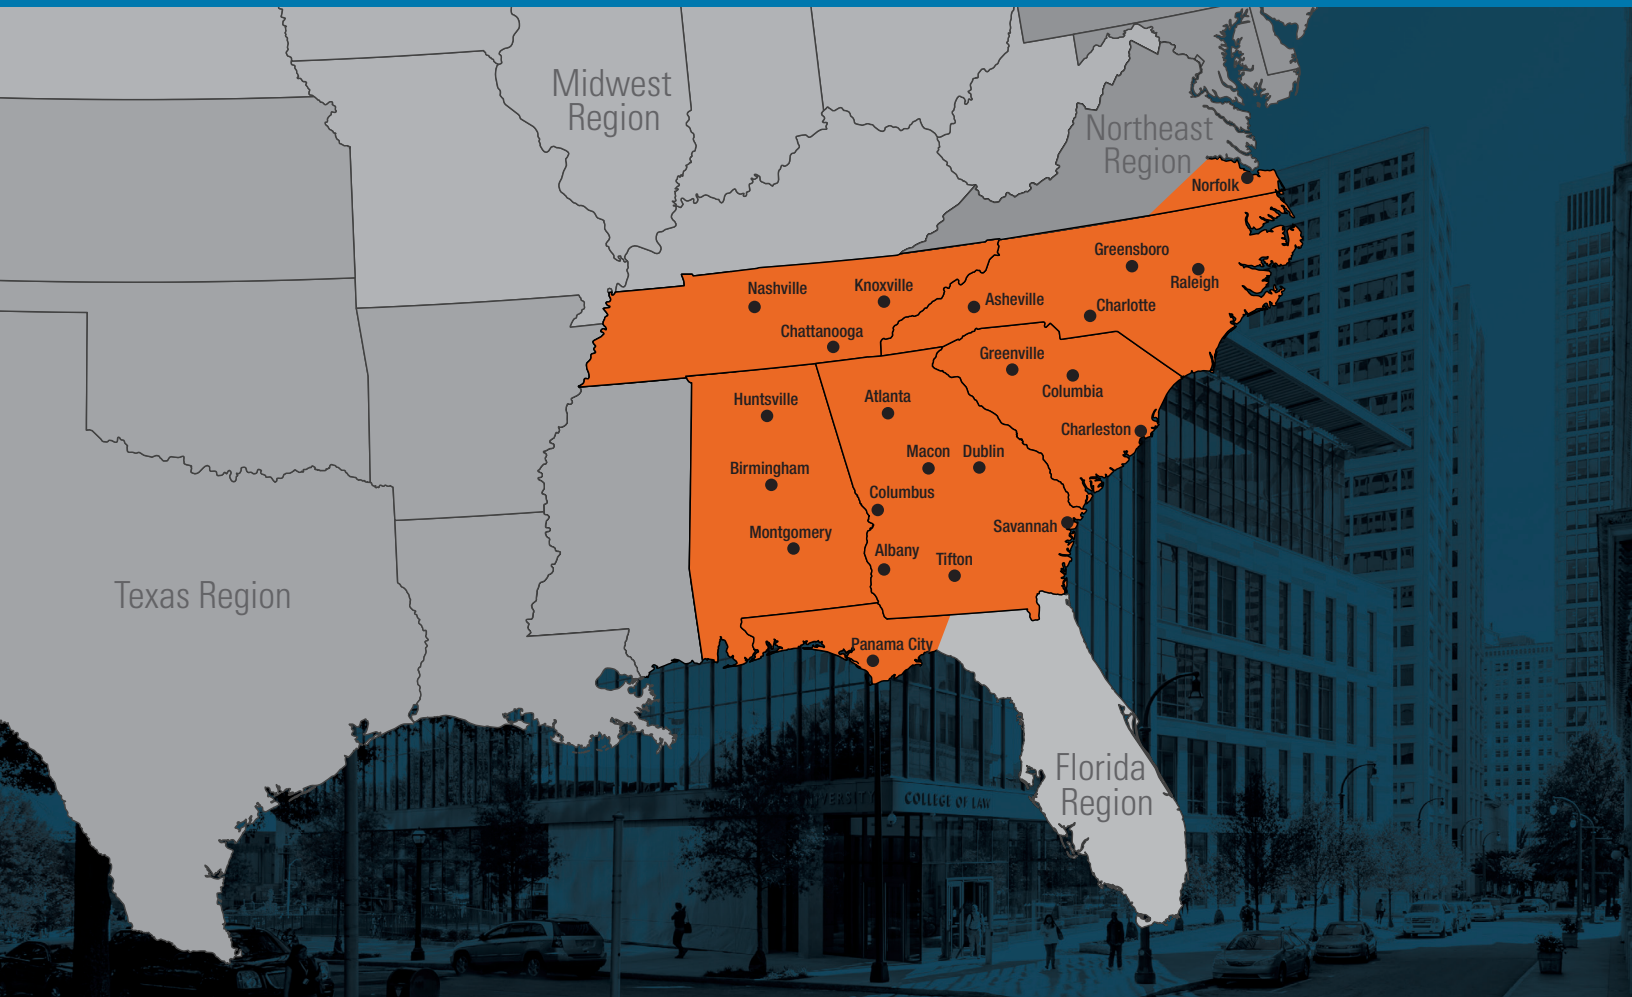 Midwest
Region
Northeast
Region
Norfolk
Greensboro
Raleigh
Nashville
Knoxville
Asheville
Charlotte
Chattanooga
Greenville
Columbia
Huntsville
Atlanta
Charleston
Macon
Dublin
Birmingham
Columbus
Savannah
Montgomery
Albany
Tifton
Texas Region
Panama City
Florida
Region
COLLEGE OF LAW